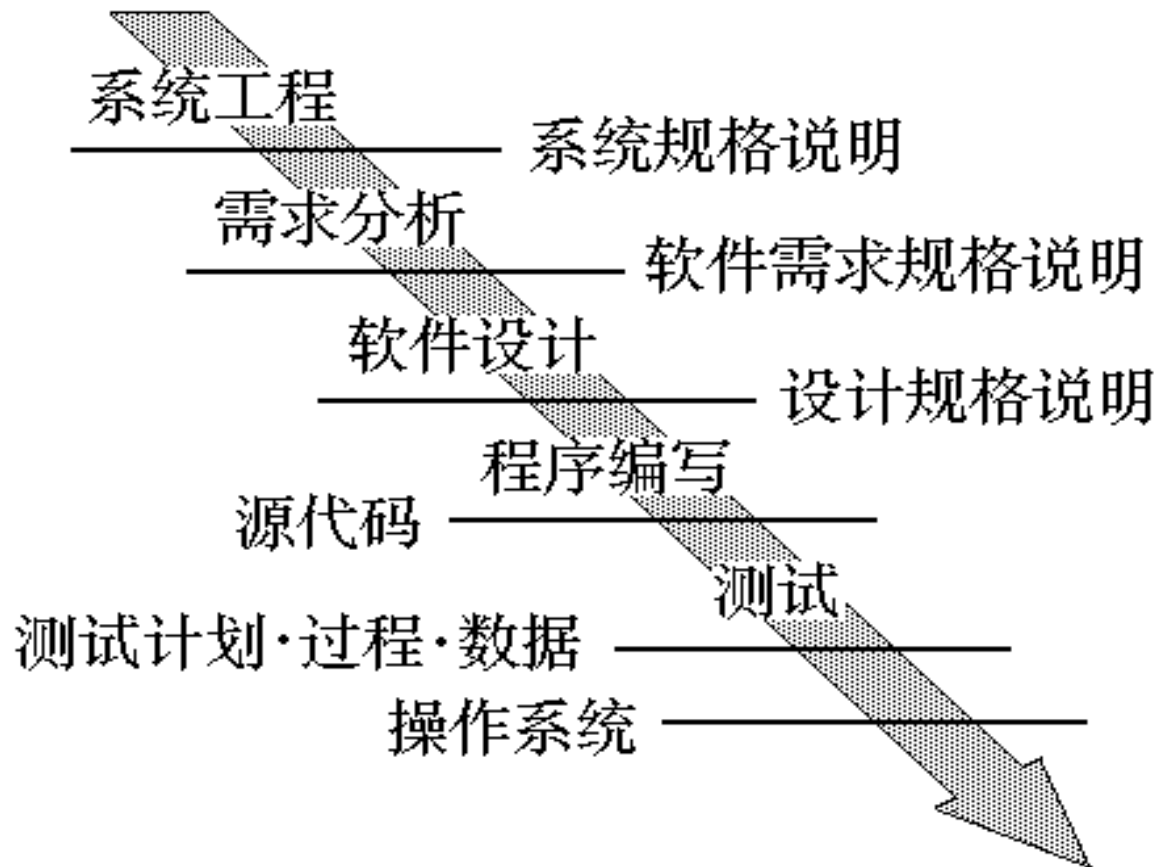 系统工程
系统规格说明
需求分析
软件需求规格说明
软件设计
设计规格说明
程序编写
源代码
测试
测试计划·过程·数据
操作系统